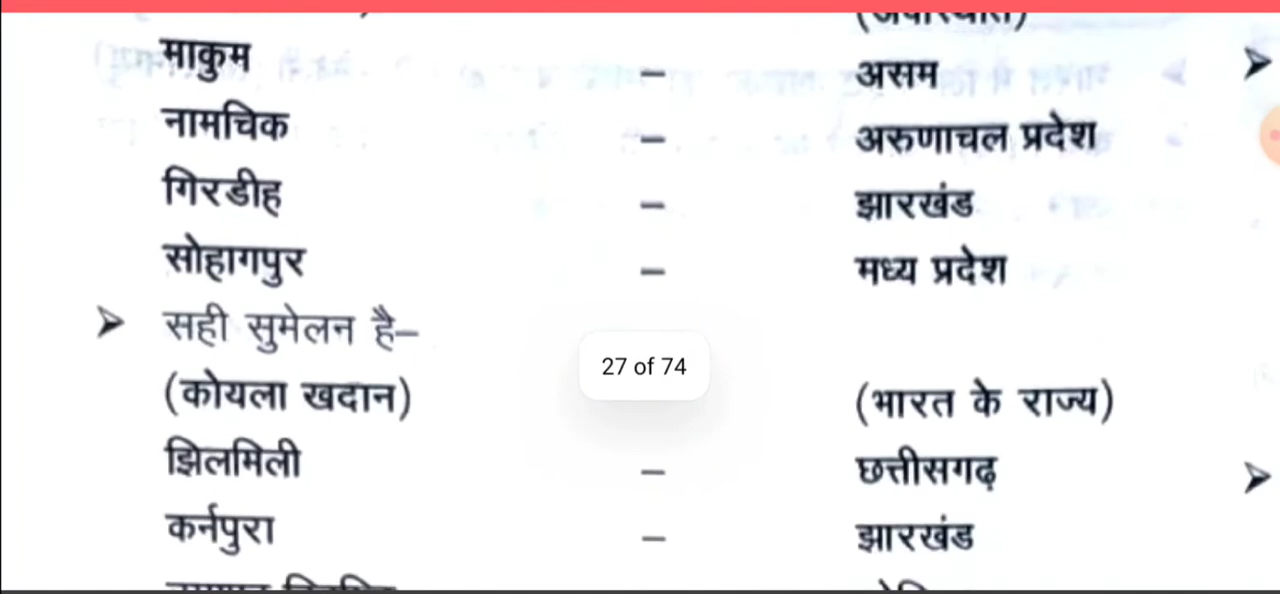 माकुम – असम
नामचिक – अरुणाचल प्रदेश
गिरडीह – झारखंड
सोहागपुर – मध्य प्रदेश
➤ सही सुमेलन है–
27 of 74
(कोयला खदान) (भारत के राज्य)
झिलमिली – छत्तीसगढ़
कर्नपुरा – झारखंड